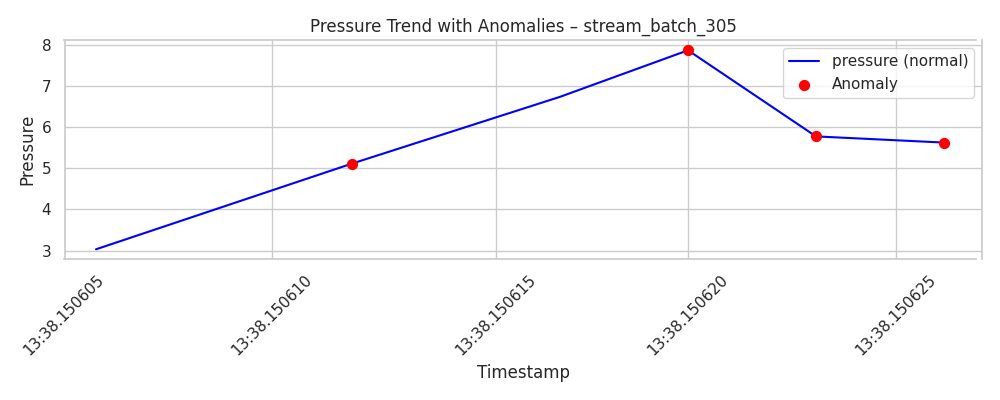 Pressure Trend with Anomalies – stream_batch_305
pressure (normal)
Anomaly
Pressure
8
7
6
5
4
3
13:38.150605
13:38.150610
13:38.150615
13:38.150620
13:38.150625
Timestamp